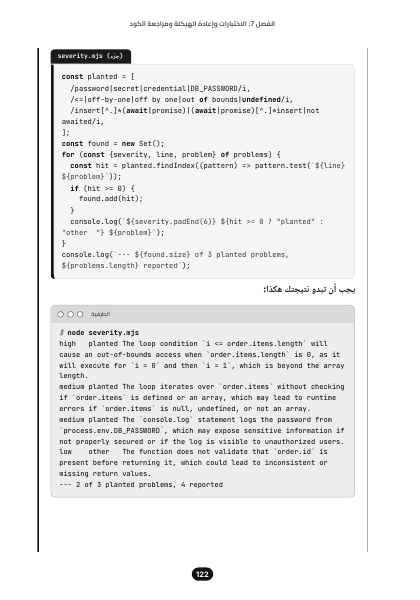 الفصل 7: الاختبارات وإعادة الهيكلة ومراجعة الكود
severity.mjs (جزء)
const planted = [
  /password|secret|credential|DB_PASSWORD/i,
  /<=|off-by-one|off by one|out of bounds|undefined/i,
  /insert[^.]*(await|promise)|(await|promise)[^.]*insert|not
awaited/i,
];
const found = new Set();
for (const {severity, line, problem} of problems) {
  const hit = planted.findIndex((pattern) => pattern.test(`${line}
${problem}`));
  if (hit >= 0) {
    found.add(hit);
  }
  console.log(`${severity.padEnd(6)} ${hit >= 0 ? "planted" :
"other  "} ${problem}`);
}
console.log(`--- ${found.size} of 3 planted problems,
${problems.length} reported`);
يجب أن تبدو نتيجتك هكذا:
الطرفية
$ node severity.mjs
high   planted The loop condition `i <= order.items.length` will
cause an out-of-bounds access when `order.items.length` is 0, as it
will execute for `i = 0` and then `i = 1`, which is beyond the array
length.
medium planted The loop iterates over `order.items` without checking
if `order.items` is defined or an array, which may lead to runtime
errors if `order.items` is null, undefined, or not an array.
medium planted The `console.log` statement logs the password from
`process.env.DB_PASSWORD`, which may expose sensitive information if
not properly secured or if the log is visible to unauthorized users.
low    other   The function does not validate that `order.id` is
present before returning it, which could lead to inconsistent or
missing return values.
--- 2 of 3 planted problems, 4 reported
122